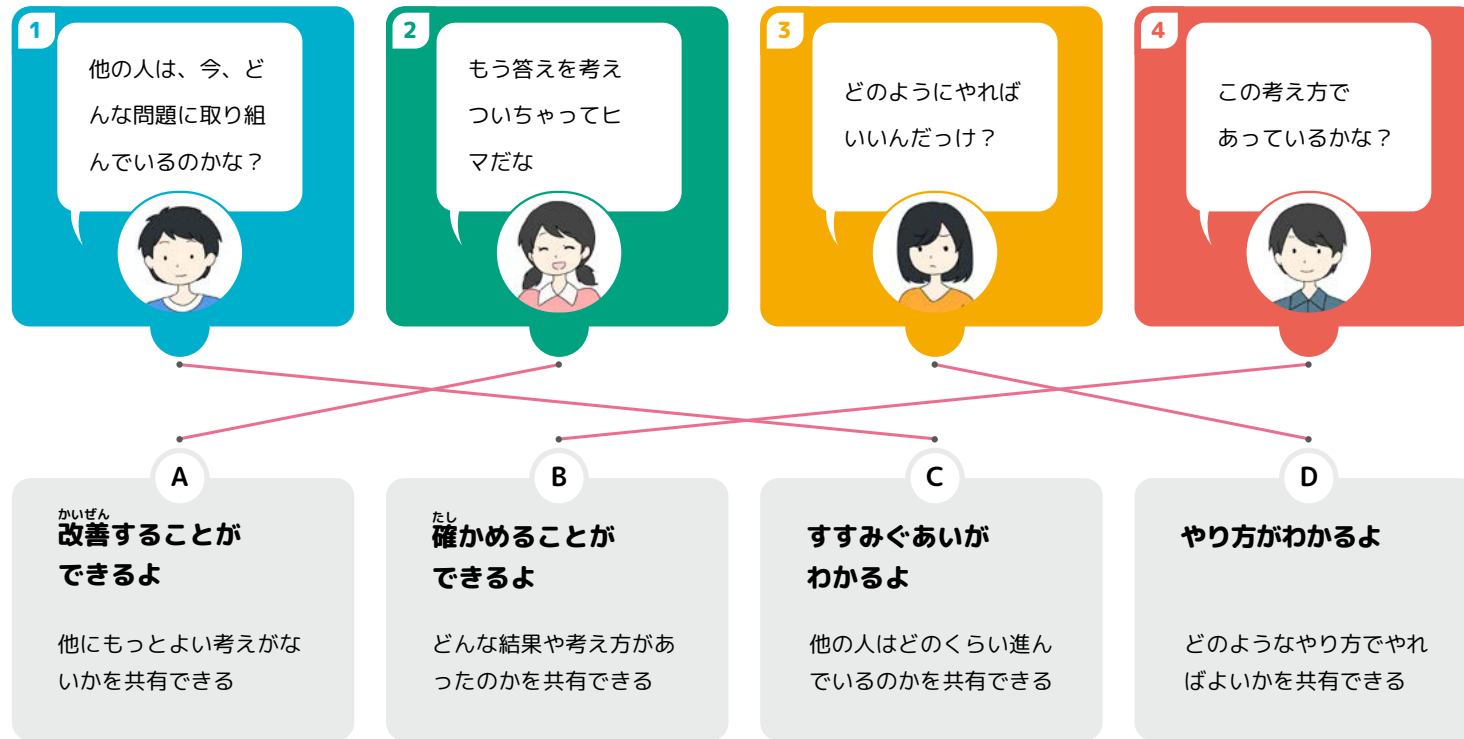 1
他の人は、今、ど
んな問題に取り組
んでいるのかな？
2
もう答えを考え
ついちゃってヒ
マだな
3
どのようにやれば
いいんだっけ？
4
この考え方で
あっているかな？
A
かいぜん
改善することが
できるよ
他にもっとよい考えがな
いかを共有できる
B
たし
確かめることが
できるよ
どんな結果や考え方があ
ったのかを共有できる
C
すすみぐあいが
わかるよ
他の人はどのくらい進ん
でいるのかを共有できる
D
やり方がわかるよ
どのようなやり方でやれ
ばよいかを共有できる